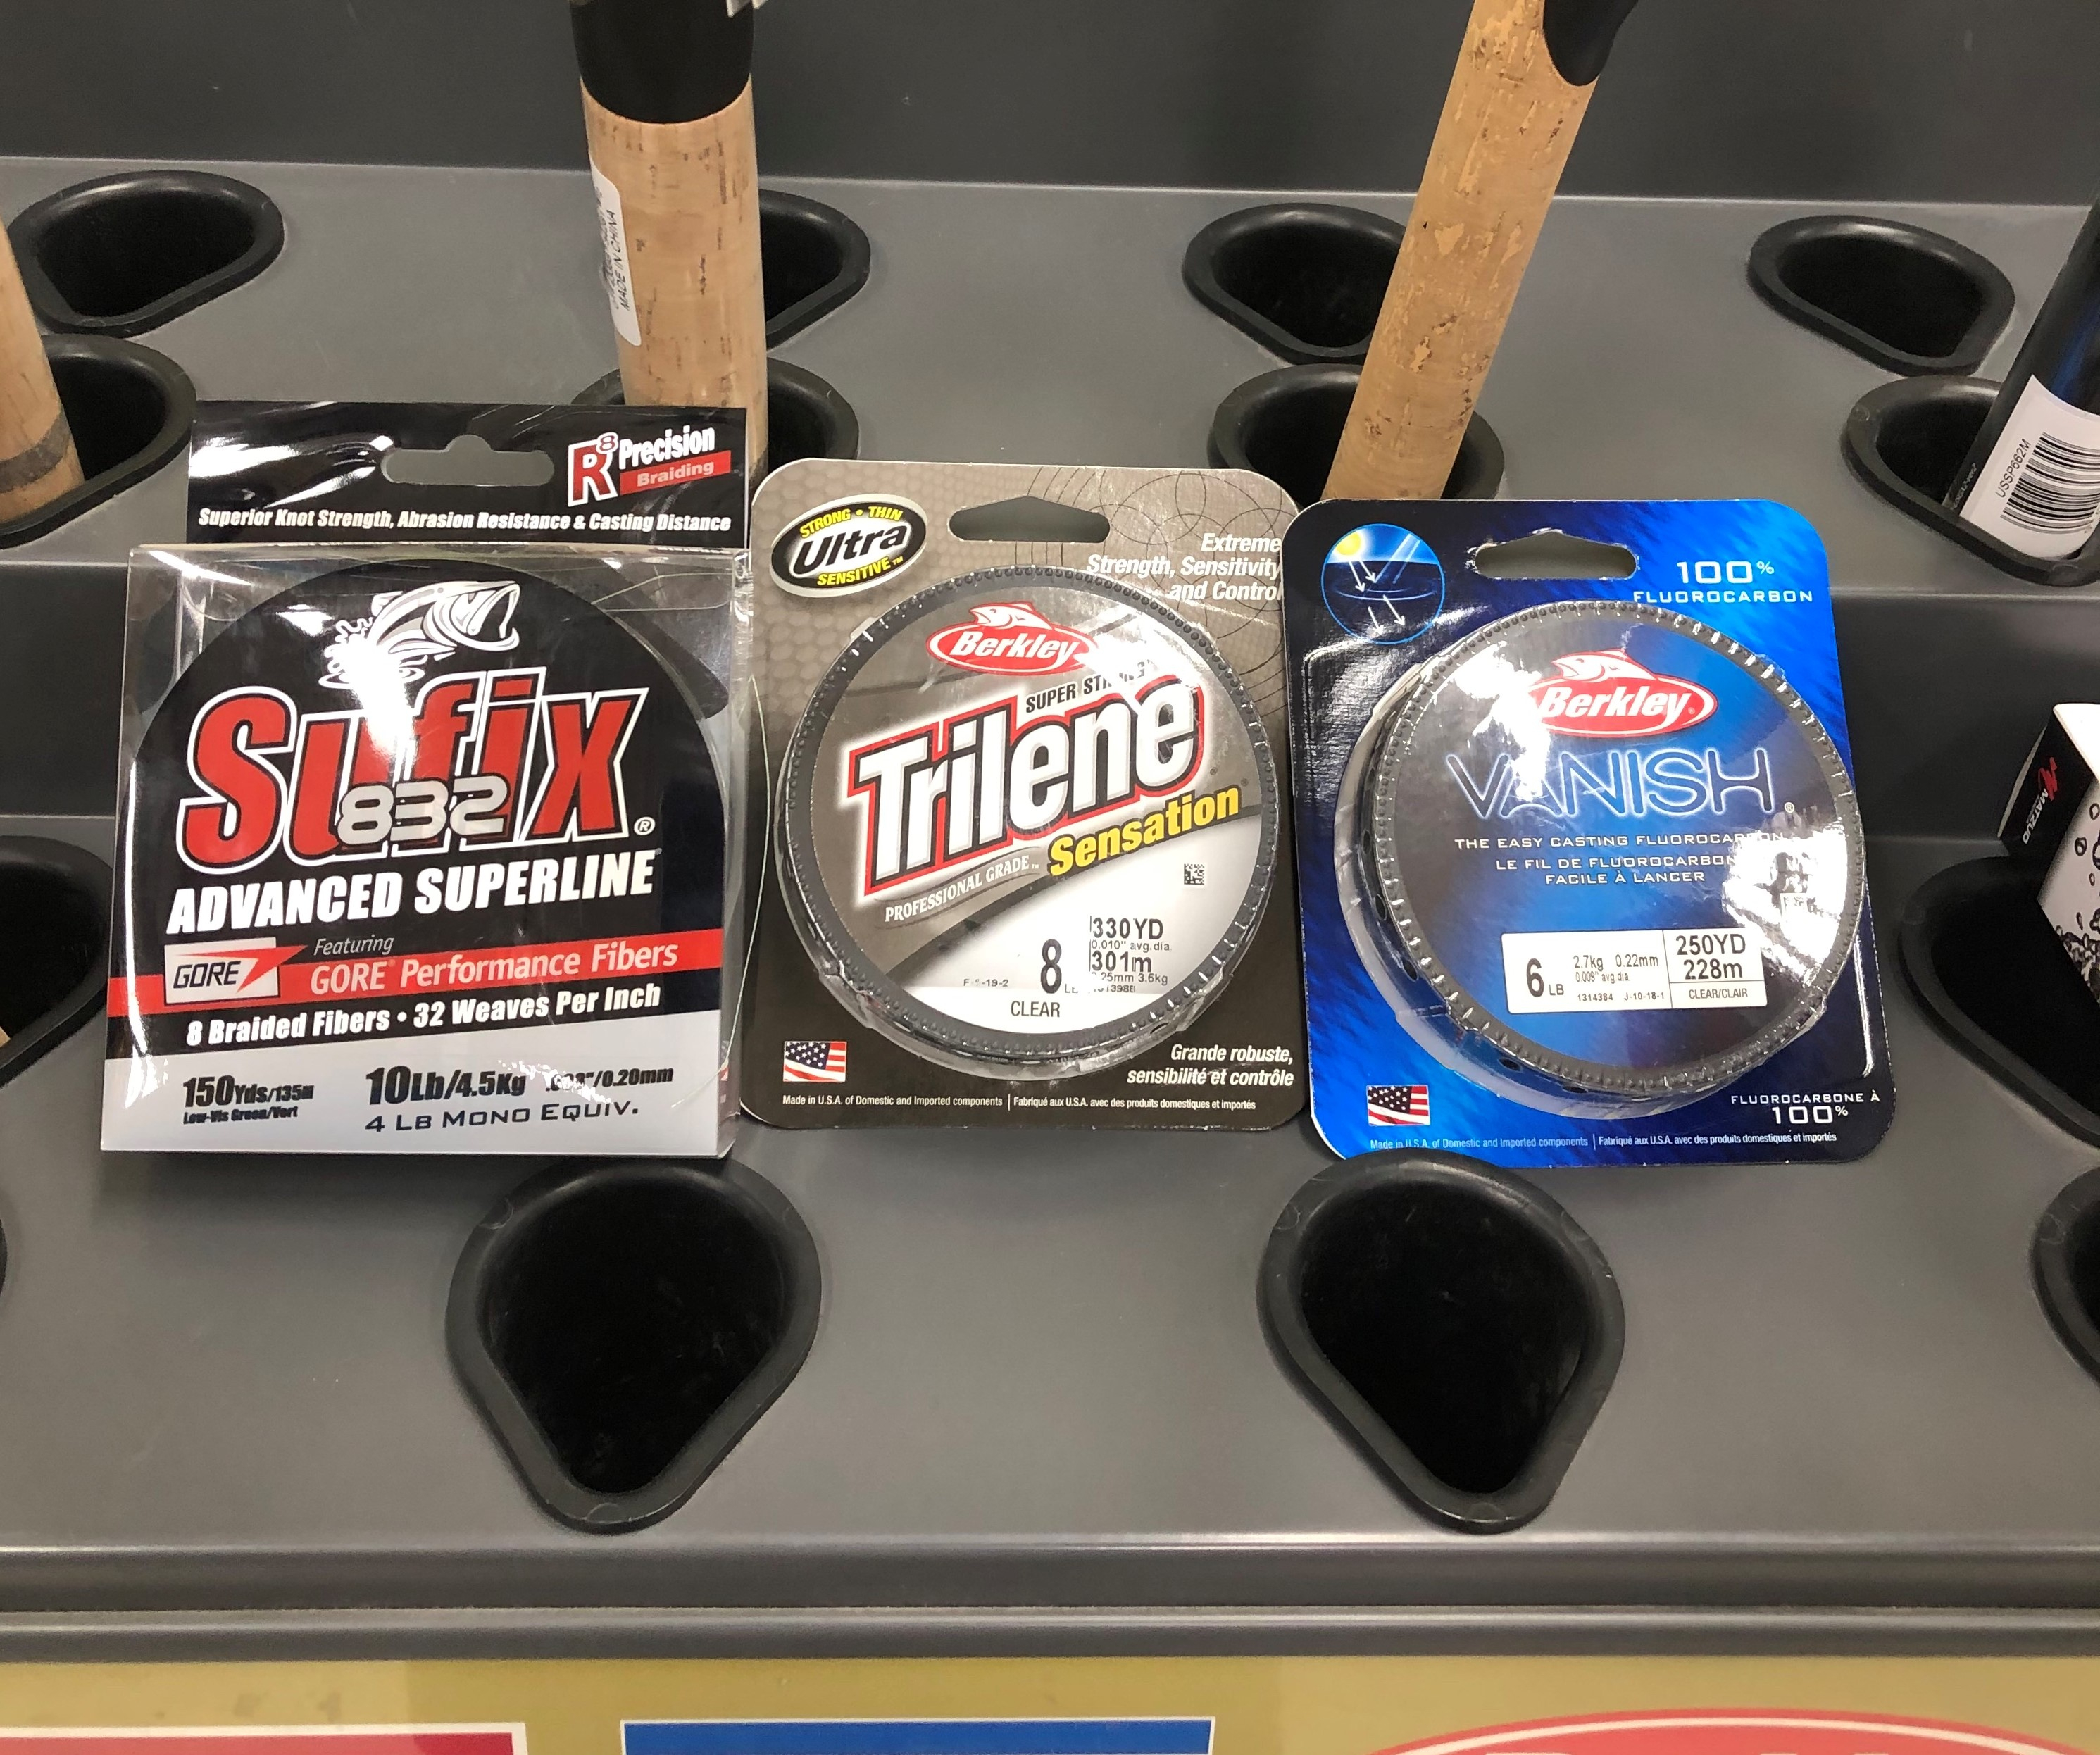 R8 Precision
Braiding
Superior Knot Strength, Abrasion Resistance & Casting Distance
Sufix
832
®
ADVANCED SUPERLINE
GORE
Featuring
GORE® Performance Fibers
8 Braided Fibers • 32 Weaves Per Inch
150Yds/135m
Low-Vis Green/Vert
10Lb/4.5Kg
/0.20mm
4 LB MONO EQUIV.
STRONG • THIN
Ultra
SENSITIVE™
Extreme
Strength, Sensitivity
and Control
Berkley
SUPER
Trilene
Sensation
PROFESSIONAL GRADE™
8
330YD
0.010" avg.dia.
301m
3.6kg
CLEAR
Grande robuste,
sensibilité et contrôle
Made in U.S.A. of Domestic and Imported components | Fabriqué aux U.S.A. avec des produits domestiques et importés
100%
FLUOROCARBON
Berkley®
VANISH®
THE EASY CASTING FLUOROCARBON
LE FIL DE FLUOROCARBON
FACILE À LANCER
6 LB
2.7kg 0.22mm
0.009" avg dia.
1314384 J-10-18-1
250YD
228m
CLEAR/CLAIR
FLUOROCARBONE À
100%
Made in U.S.A. of Domestic and Imported components | Fabriqué aux U.S.A. avec des produits domestiques et importés
MADE IN CHINA
USSP662M
MATZUO